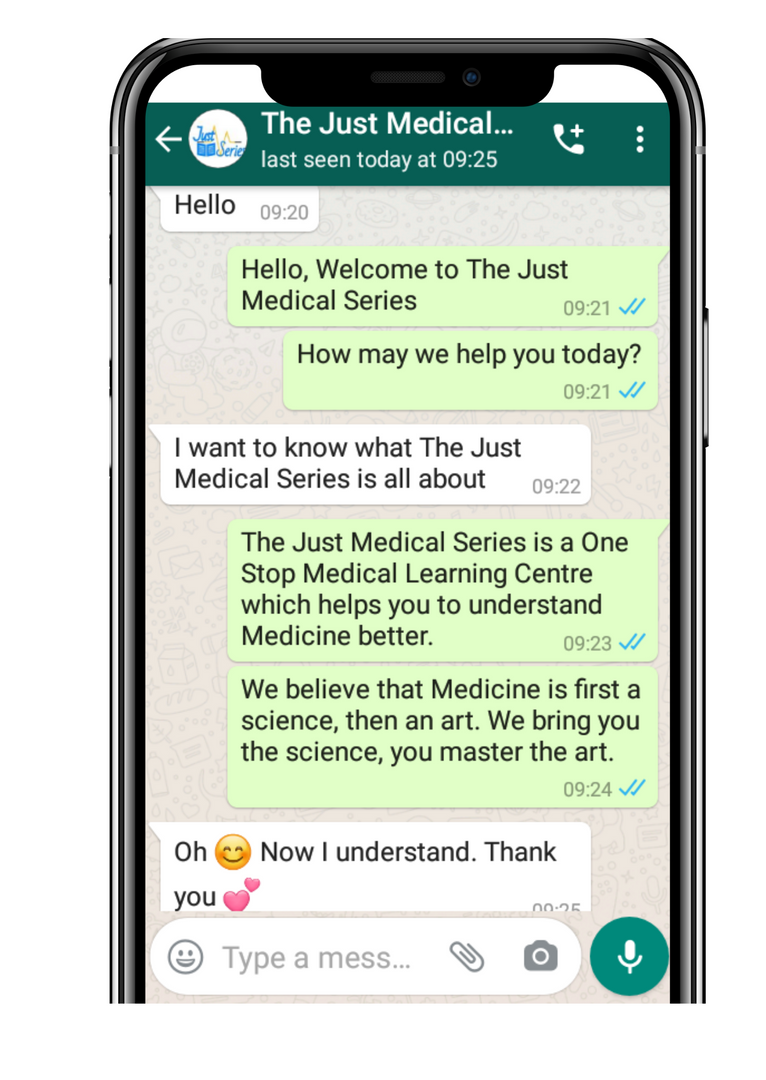 The Just Medical...
last seen today at 09:25
Just
Series
Hello 09:20
Hello, Welcome to The Just
Medical Series 09:21
How may we help you today?
09:21
I want to know what The Just
Medical Series is all about 09:22
The Just Medical Series is a One
Stop Medical Learning Centre
which helps you to understand
Medicine better. 09:23
We believe that Medicine is first a
science, then an art. We bring you
the science, you master the art.
09:24
Oh 😊 Now I understand. Thank
you 💕 09:25
Type a mess...